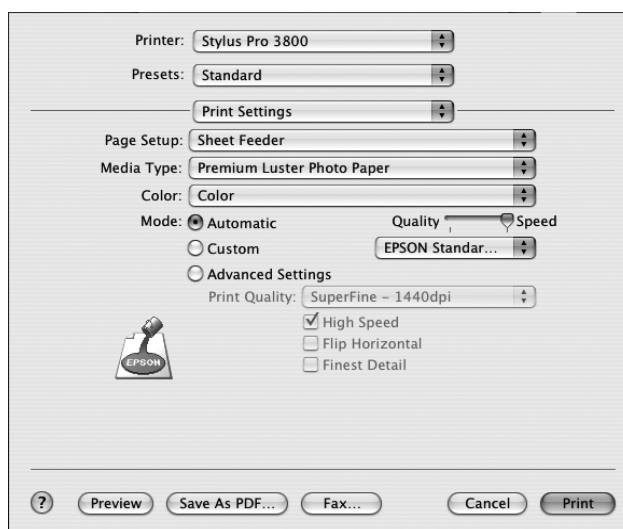 Printer: Stylus Pro 3800
Presets: Standard
Print Settings
Page Setup: Sheet Feeder
Media Type: Premium Luster Photo Paper
Color: Color
Mode: Automatic Quality Speed
Custom EPSON Standar...
Advanced Settings
Print Quality: SuperFine – 1440dpi
High Speed
Flip Horizontal
Finest Detail
EPSON
? Preview Save As PDF... Fax... Cancel Print